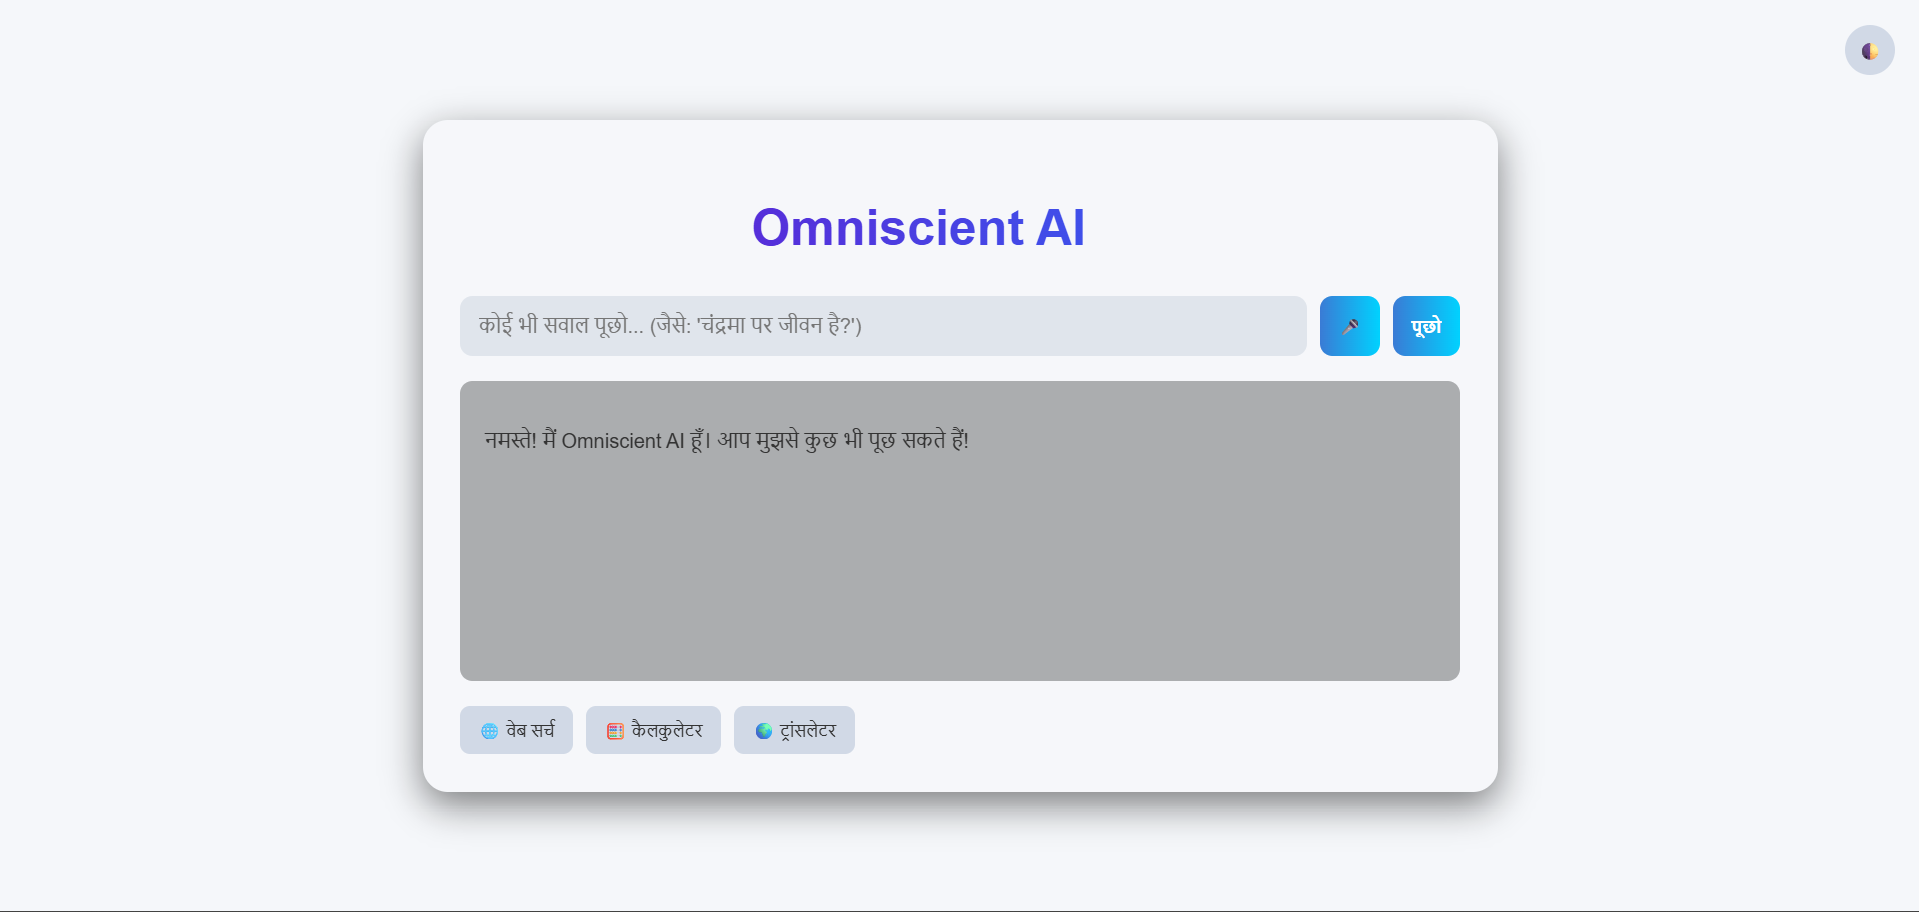 Omniscient AI
कोई भी सवाल पूछो... (जैसे: 'चंद्रमा पर जीवन है?')
पूछो
नमस्ते! मैं Omniscient AI हूँ। आप मुझसे कुछ भी पूछ सकते हैं!
वेब सर्च
कैलकुलेटर
ट्रांसलेटर